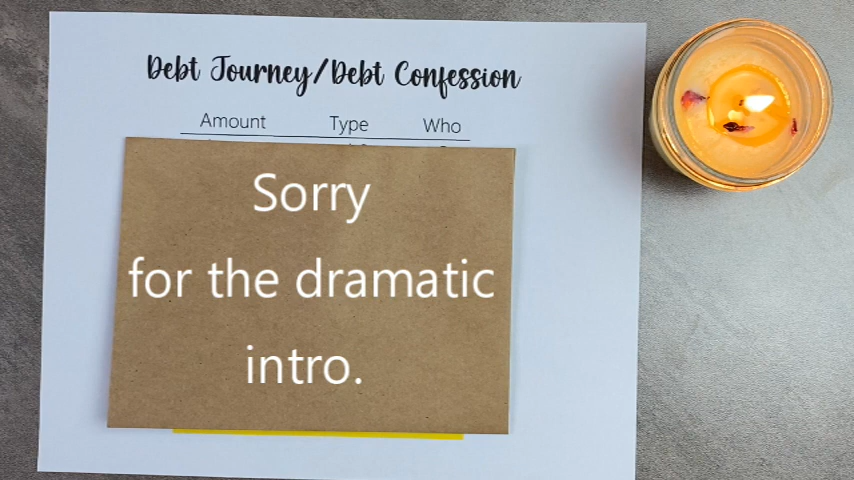 Debt Journey/Debt Confession
Amount Type Who
Sorry
for the dramatic
intro.